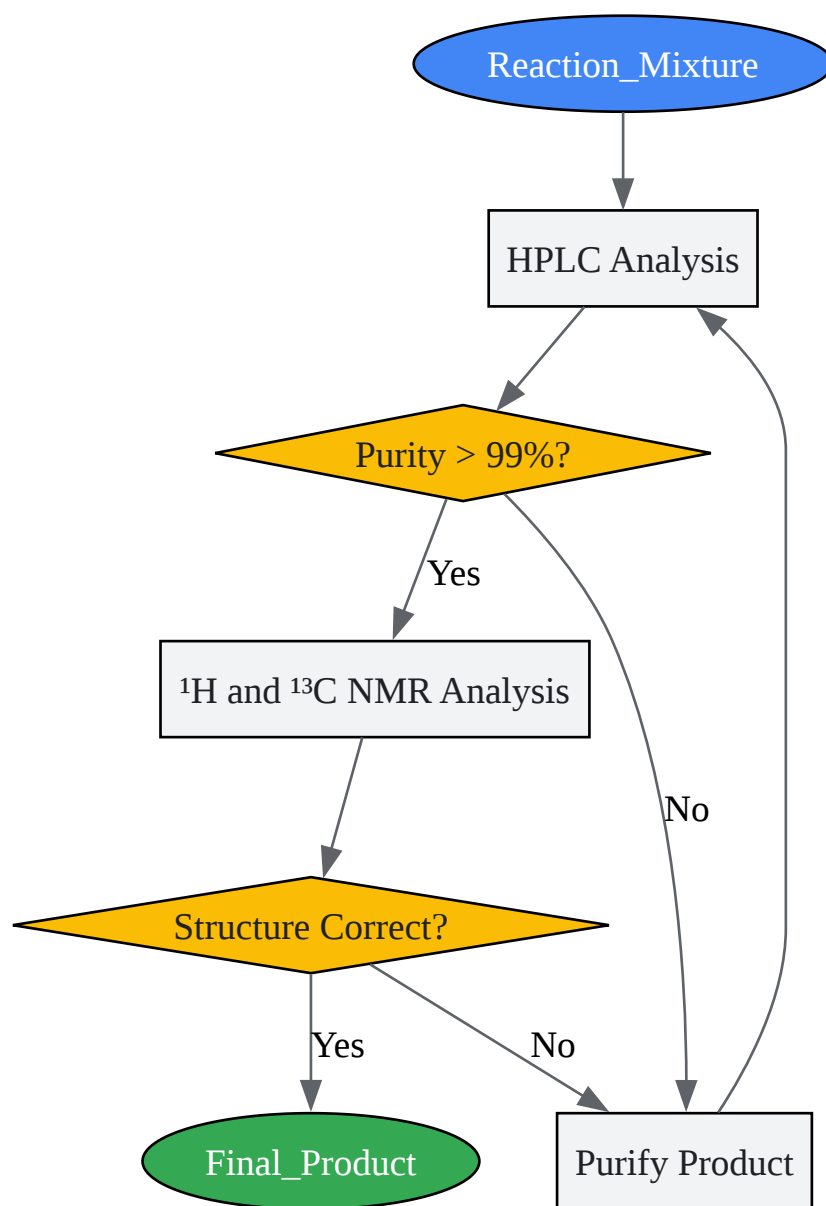 Reaction_Mixture
HPLC Analysis
Purity > 99%?
Yes
¹H and ¹³C NMR Analysis
No
Structure Correct?
Yes
No
Final_Product
Purify Product